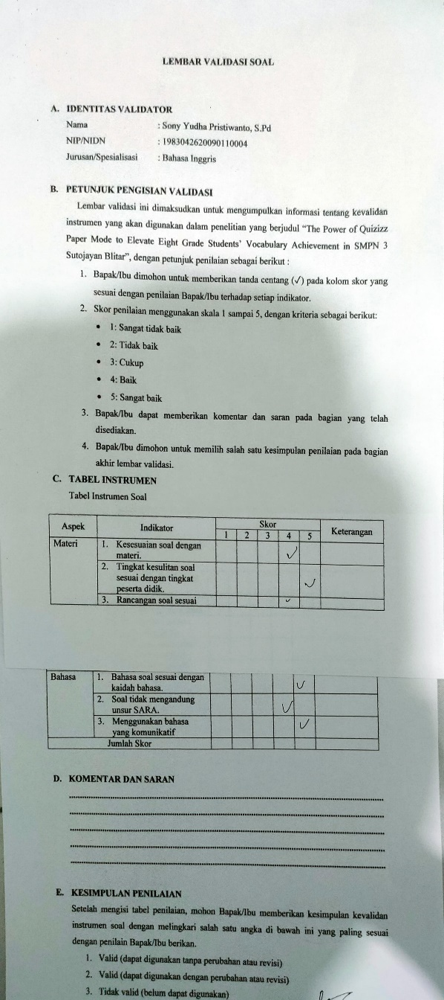 LEMBAR VALIDASI SOAL
A. IDENTITAS VALIDATOR
Nama : Sony Yudha Pristiwanto, S.Pd
NIP/NIDN : 1983042620090110004
Jurusan/Spesialisasi : Bahasa Inggris
B. PETUNJUK PENGISIAN VALIDASI
Lembar validasi ini dimaksudkan untuk mengumpulkan informasi tentang kevalidan
instrumen yang akan digunakan dalam penelitian yang berjudul “The Power of Quizizz
Paper Mode to Elevate Eight Grade Students’ Vocabulary Achievement in SMPN 3
Sutojayan Blitar”, dengan petunjuk penilaian sebagai berikut :
1. Bapak/Ibu dimohon untuk memberikan tanda centang (✓) pada kolom skor yang
sesuai dengan penilaian Bapak/Ibu terhadap setiap indikator.
2. Skor penilaian menggunakan skala 1 sampai 5, dengan kriteria sebagai berikut:
• 1: Sangat tidak baik
• 2: Tidak baik
• 3: Cukup
• 4: Baik
• 5: Sangat baik
3. Bapak/Ibu dapat memberikan komentar dan saran pada bagian yang telah
disediakan.
4. Bapak/Ibu dimohon untuk memilih salah satu kesimpulan penilaian pada bagian
akhir lembar validasi.
C. TABEL INSTRUMEN
Tabel Instrumen Soal
Aspek Indikator Skor Keterangan
1 2 3 4 5
Materi 1. Kesesuaian soal dengan
materi. ✓
2. Tingkat kesulitan soal
sesuai dengan tingkat
peserta didik. ✓
3. Rancangan soal sesuai ✓
Bahasa 1. Bahasa soal sesuai dengan
kaidah bahasa. ✓
2. Soal tidak mengandung
unsur SARA. ✓
3. Menggunakan bahasa
yang komunikatif ✓
Jumlah Skor
D. KOMENTAR DAN SARAN
E. KESIMPULAN PENILAIAN
Setelah mengisi tabel penilaian, mohon Bapak/Ibu memberikan kesimpulan kevalidan
instrumen soal dengan melingkari salah satu angka di bawah ini yang paling sesuai
dengan penilain Bapak/Ibu berikan.
1. Valid (dapat digunakan tanpa perubahan atau revisi)
2. Valid (dapat digunakan dengan perubahan atau revisi)
3. Tidak valid (belum dapat digunakan)